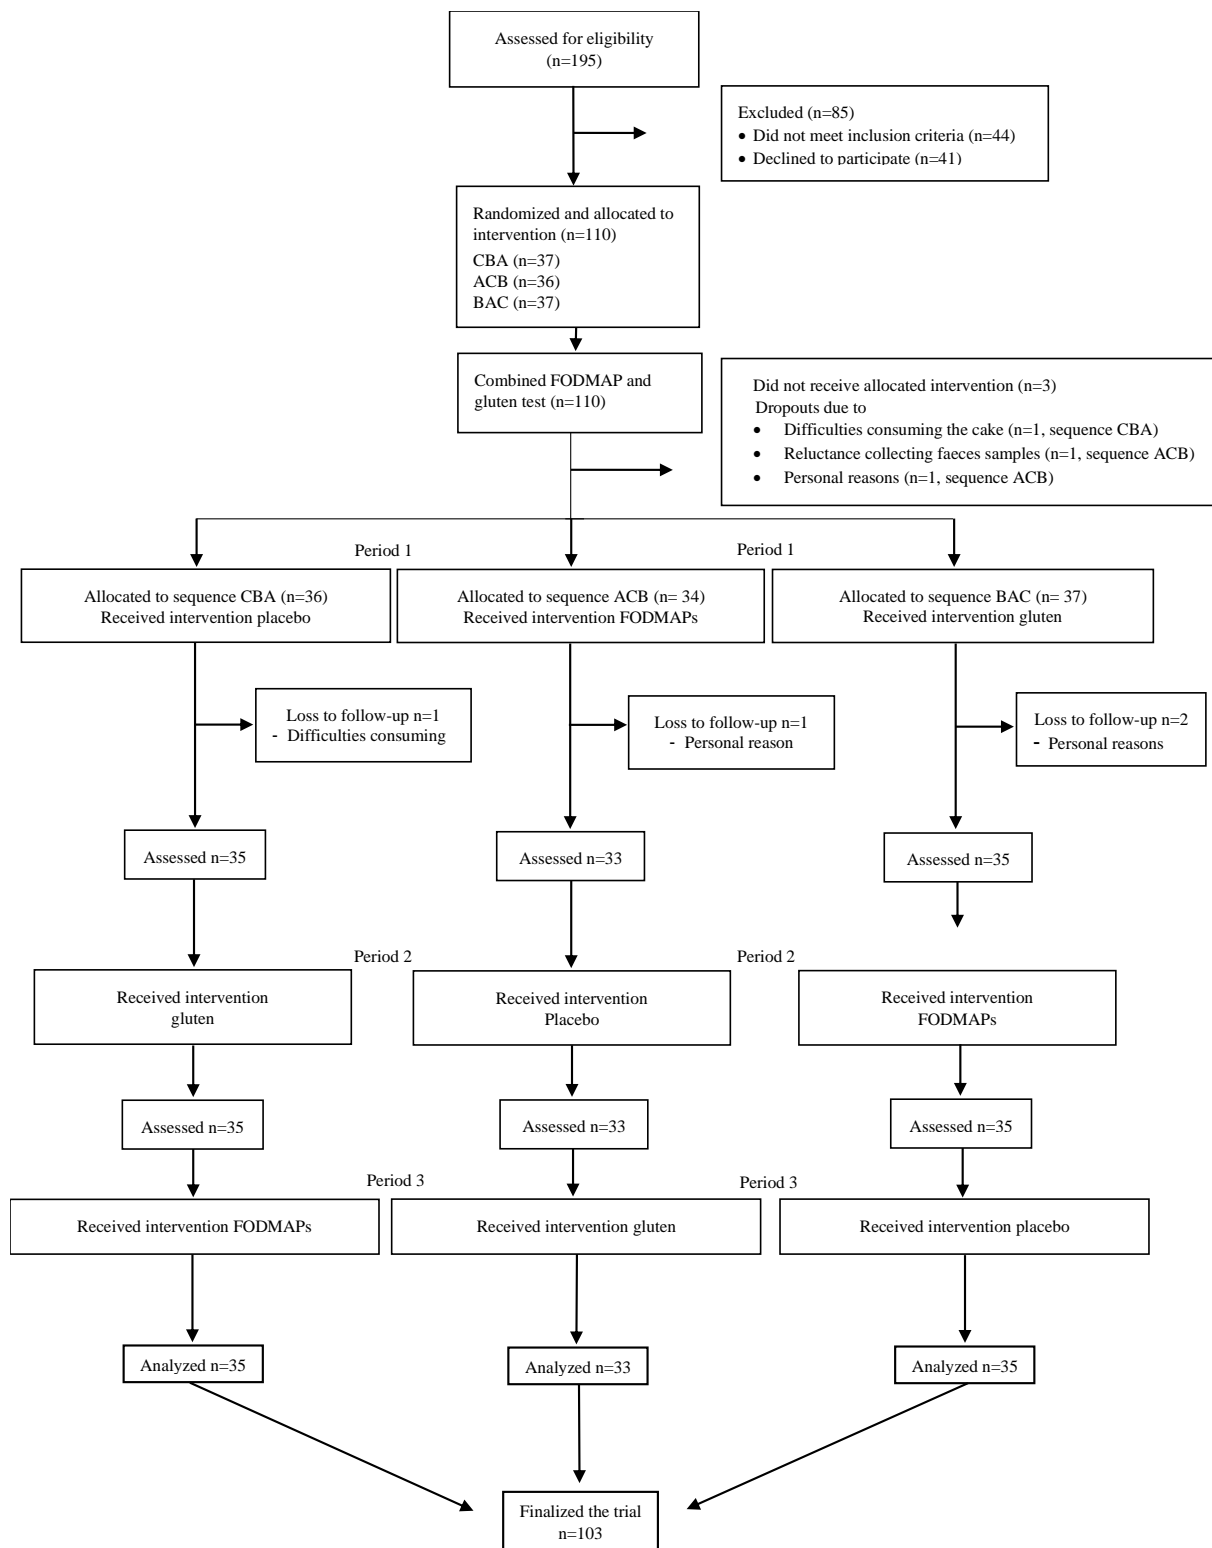 Assessed for eligibility
(n=195)
Excluded (n=85)
• Did not meet inclusion criteria (n=44)
• Declined to participate (n=41)
Randomized and allocated to
intervention (n=110)
CBA (n=37)
ACB (n=36)
BAC (n=37)
Combined FODMAP and
gluten test (n=110)
Did not receive allocated intervention (n=3)
Dropouts due to
• Difficulties consuming the cake (n=1, sequence CBA)
• Reluctance collecting faeces samples (n=1, sequence ACB)
• Personal reasons (n=1, sequence ACB)
Period 1
Period 1
Allocated to sequence CBA (n=36)
Received intervention placebo
Allocated to sequence ACB (n= 34)
Received intervention FODMAPs
Allocated to sequence BAC (n= 37)
Received intervention gluten
Loss to follow-up n=1
- Difficulties consuming
Loss to follow-up n=1
- Personal reason
Loss to follow-up n=2
- Personal reasons
Assessed n=35
Assessed n=33
Assessed n=35
Period 2
Period 2
Received intervention
gluten
Received intervention
Placebo
Received intervention
FODMAPs
Assessed n=35
Assessed n=33
Assessed n=35
Period 3
Period 3
Received intervention FODMAPs
Received intervention gluten
Received intervention placebo
Analyzed n=35
Analyzed n=33
Analyzed n=35
Finalized the trial
n=103